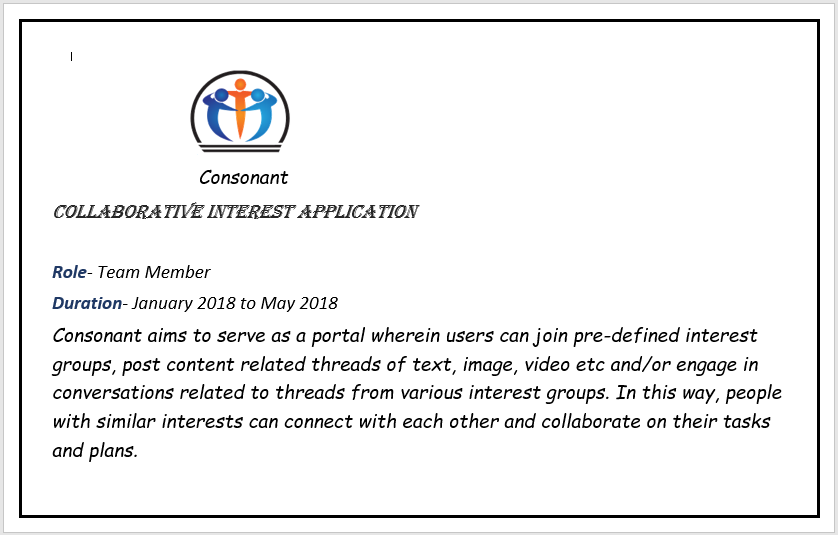 Consonant
COLLABORATIVE INTEREST APPLICATION
Role- Team Member
Duration- January 2018 to May 2018
Consonant aims to serve as a portal wherein users can join pre-defined interest
groups, post content related threads of text, image, video etc and/or engage in
conversations related to threads from various interest groups. In this way, people
with similar interests can connect with each other and collaborate on their tasks
and plans.